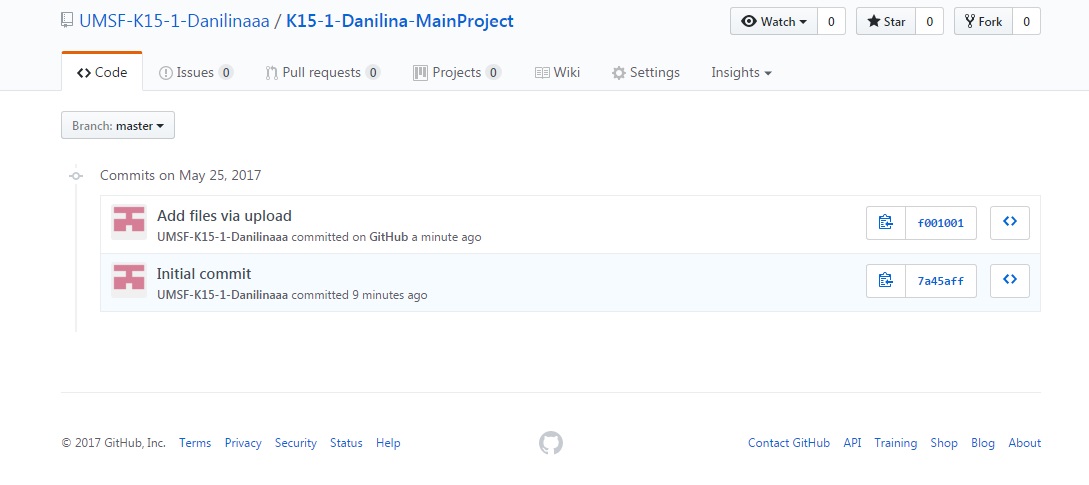 UMSF-K15-1-Danilinaaa / K15-1-Danilina-MainProject Watch 0 Star 0 Fork 0
Code Issues 0 Pull requests 0 Projects 0 Wiki Settings Insights
Branch: master
Commits on May 25, 2017
Add files via upload
UMSF-K15-1-Danilinaaa committed on GitHub a minute ago
f001001
Initial commit
UMSF-K15-1-Danilinaaa committed 9 minutes ago
7a45aff
© 2017 GitHub, Inc. Terms Privacy Security Status Help Contact GitHub API Training Shop Blog About